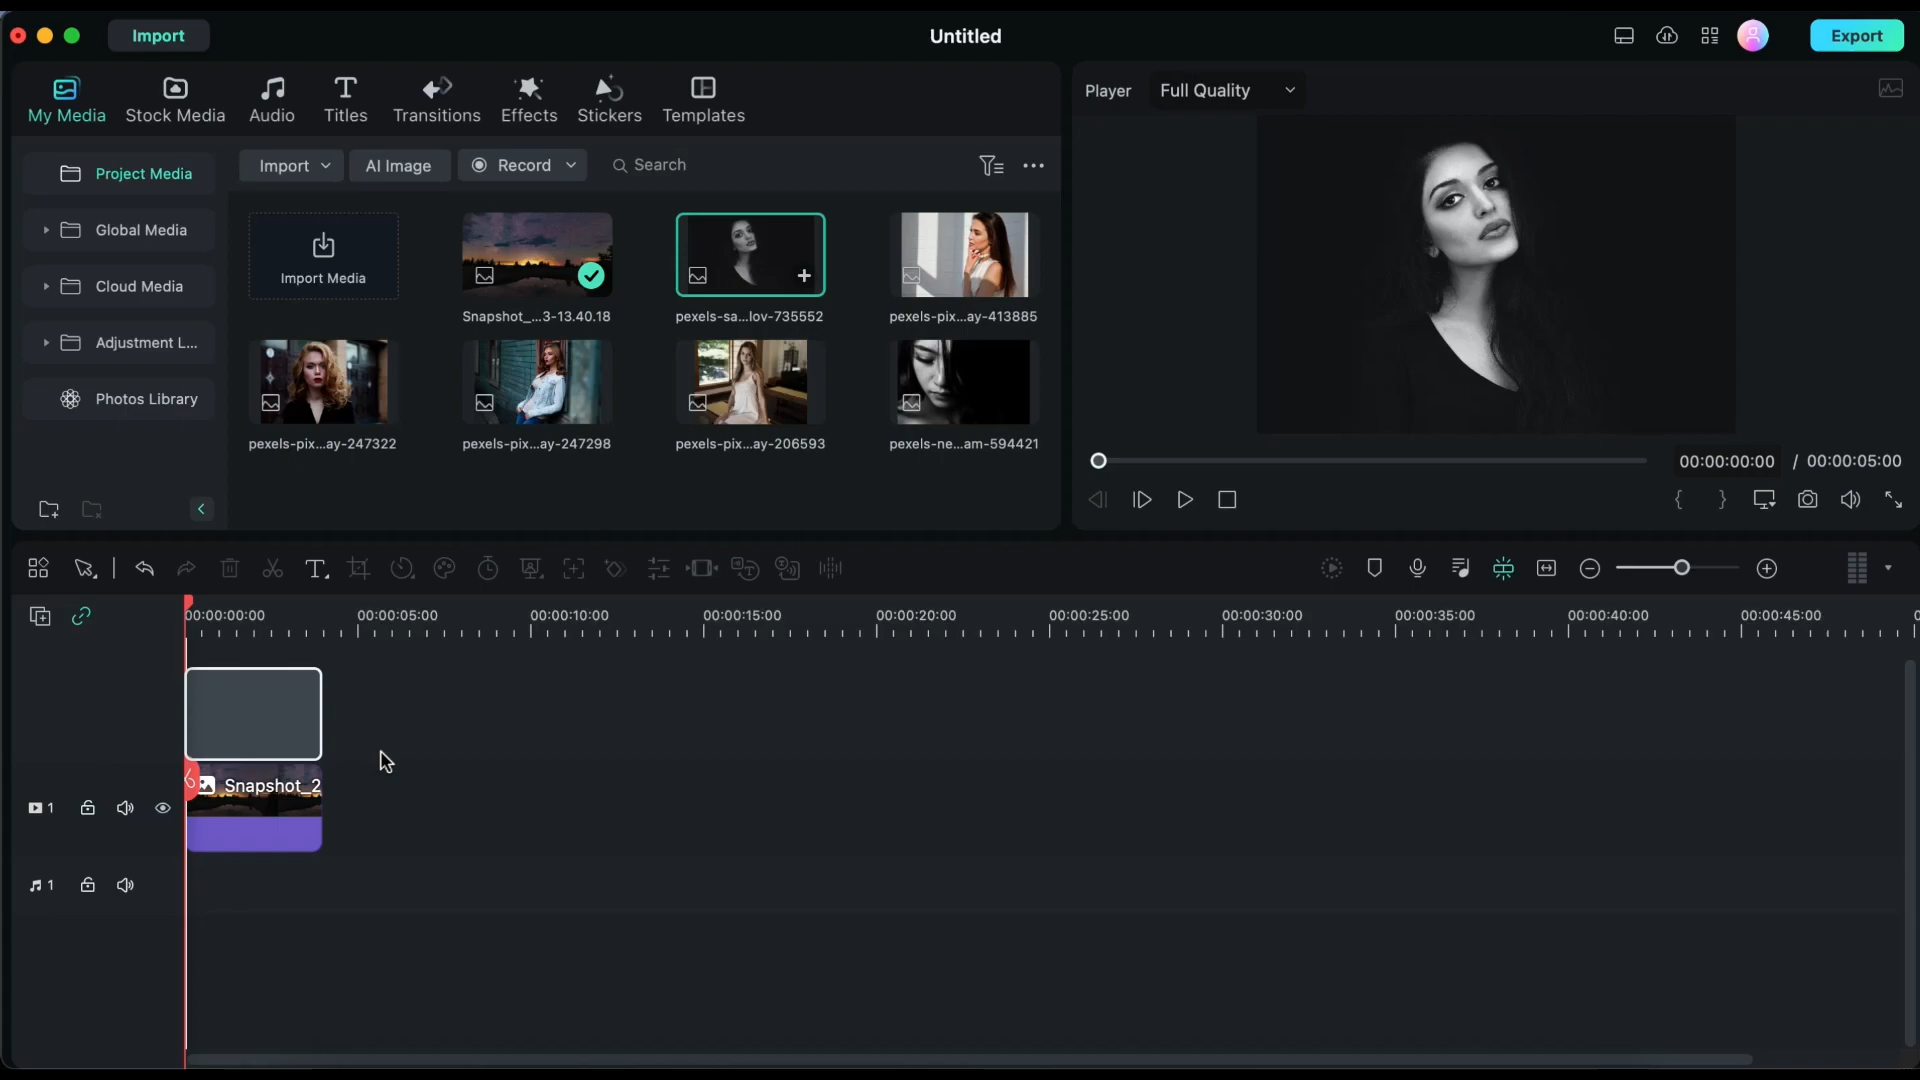 Import
Untitled
Export
My Media
Stock Media
Audio
Titles
Transitions
Effects
Stickers
Templates
Player
Full Quality
Project Media
Global Media
Cloud Media
Adjustment L...
Photos Library
Import
AI Image
Record
Search
Import Media
Snapshot_...3-13.40.18
pexels-sa...lov-735552
pexels-pix...ay-413885
pexels-pix...ay-247322
pexels-pix...ay-247298
pexels-pix...ay-206593
pexels-ne...am-594421
00:00:00:00 / 00:00:05:00
00:00:00:00
00:00:05:00
00:00:10:00
00:00:15:00
00:00:20:00
00:00:25:00
00:00:30:00
00:00:35:00
00:00:40:00
00:00:45:00
Snapshot_2
1
1